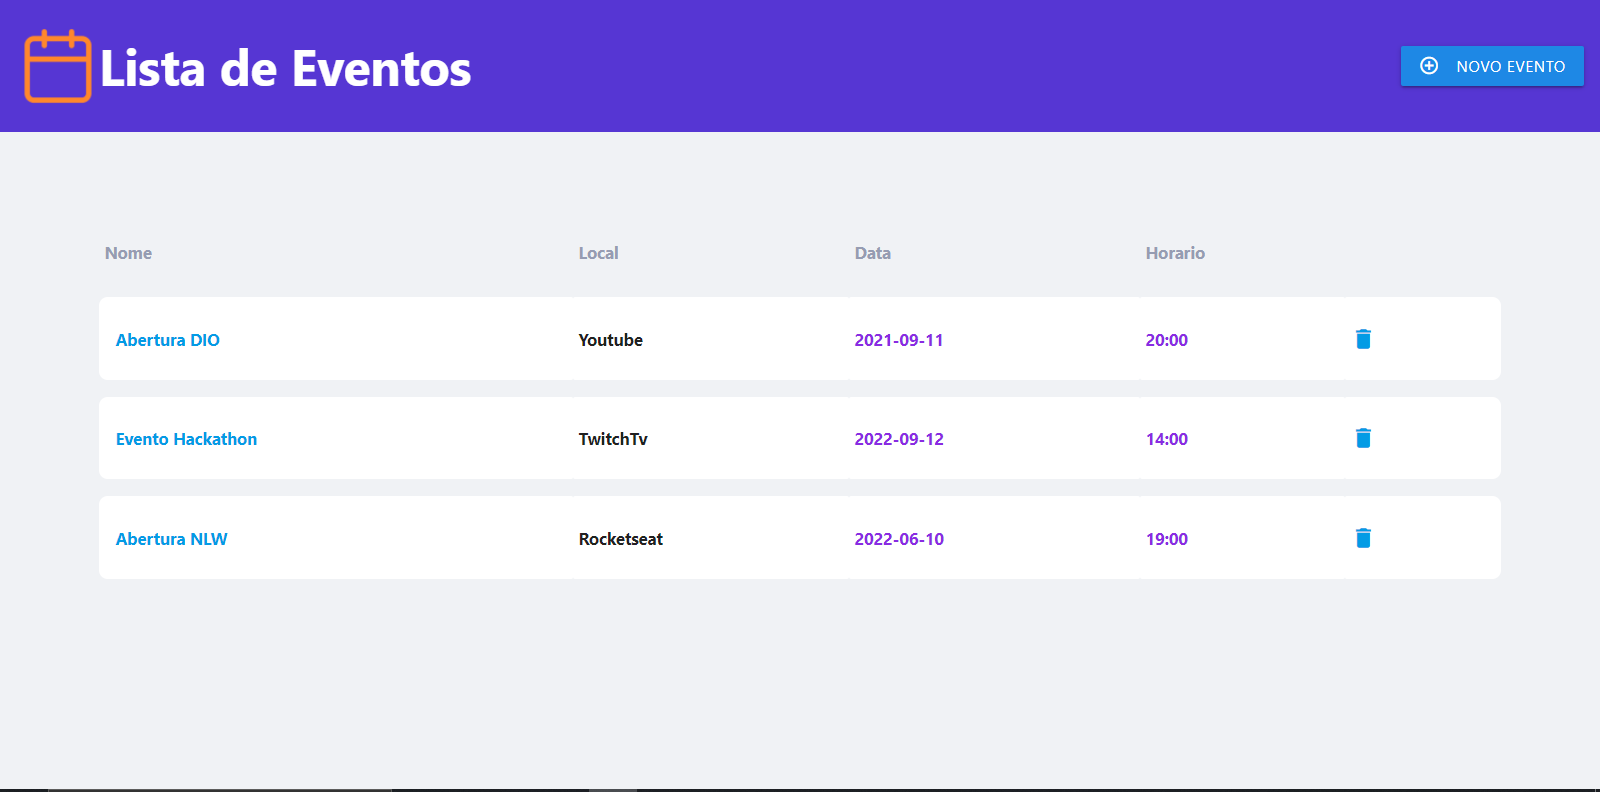 Lista de Eventos
NOVO EVENTO
Nome Local Data Horario
Abertura DIO Youtube 2021-09-11 20:00
Evento Hackathon TwitchTv 2022-09-12 14:00
Abertura NLW Rocketseat 2022-06-10 19:00